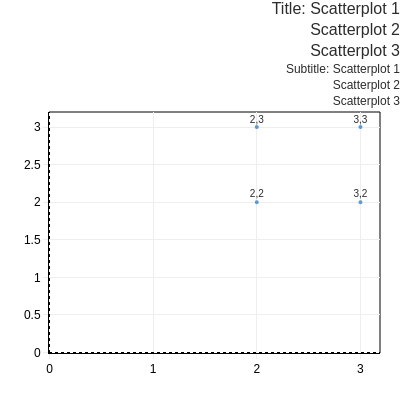 Title: Scatterplot 1
Scatterplot 2
Scatterplot 3
Subtitle: Scatterplot 1
Scatterplot 2
Scatterplot 3
3
2,3
3,3
2.5
2
2,2
3,2
1.5
1
0.5
0
0 1 2 3